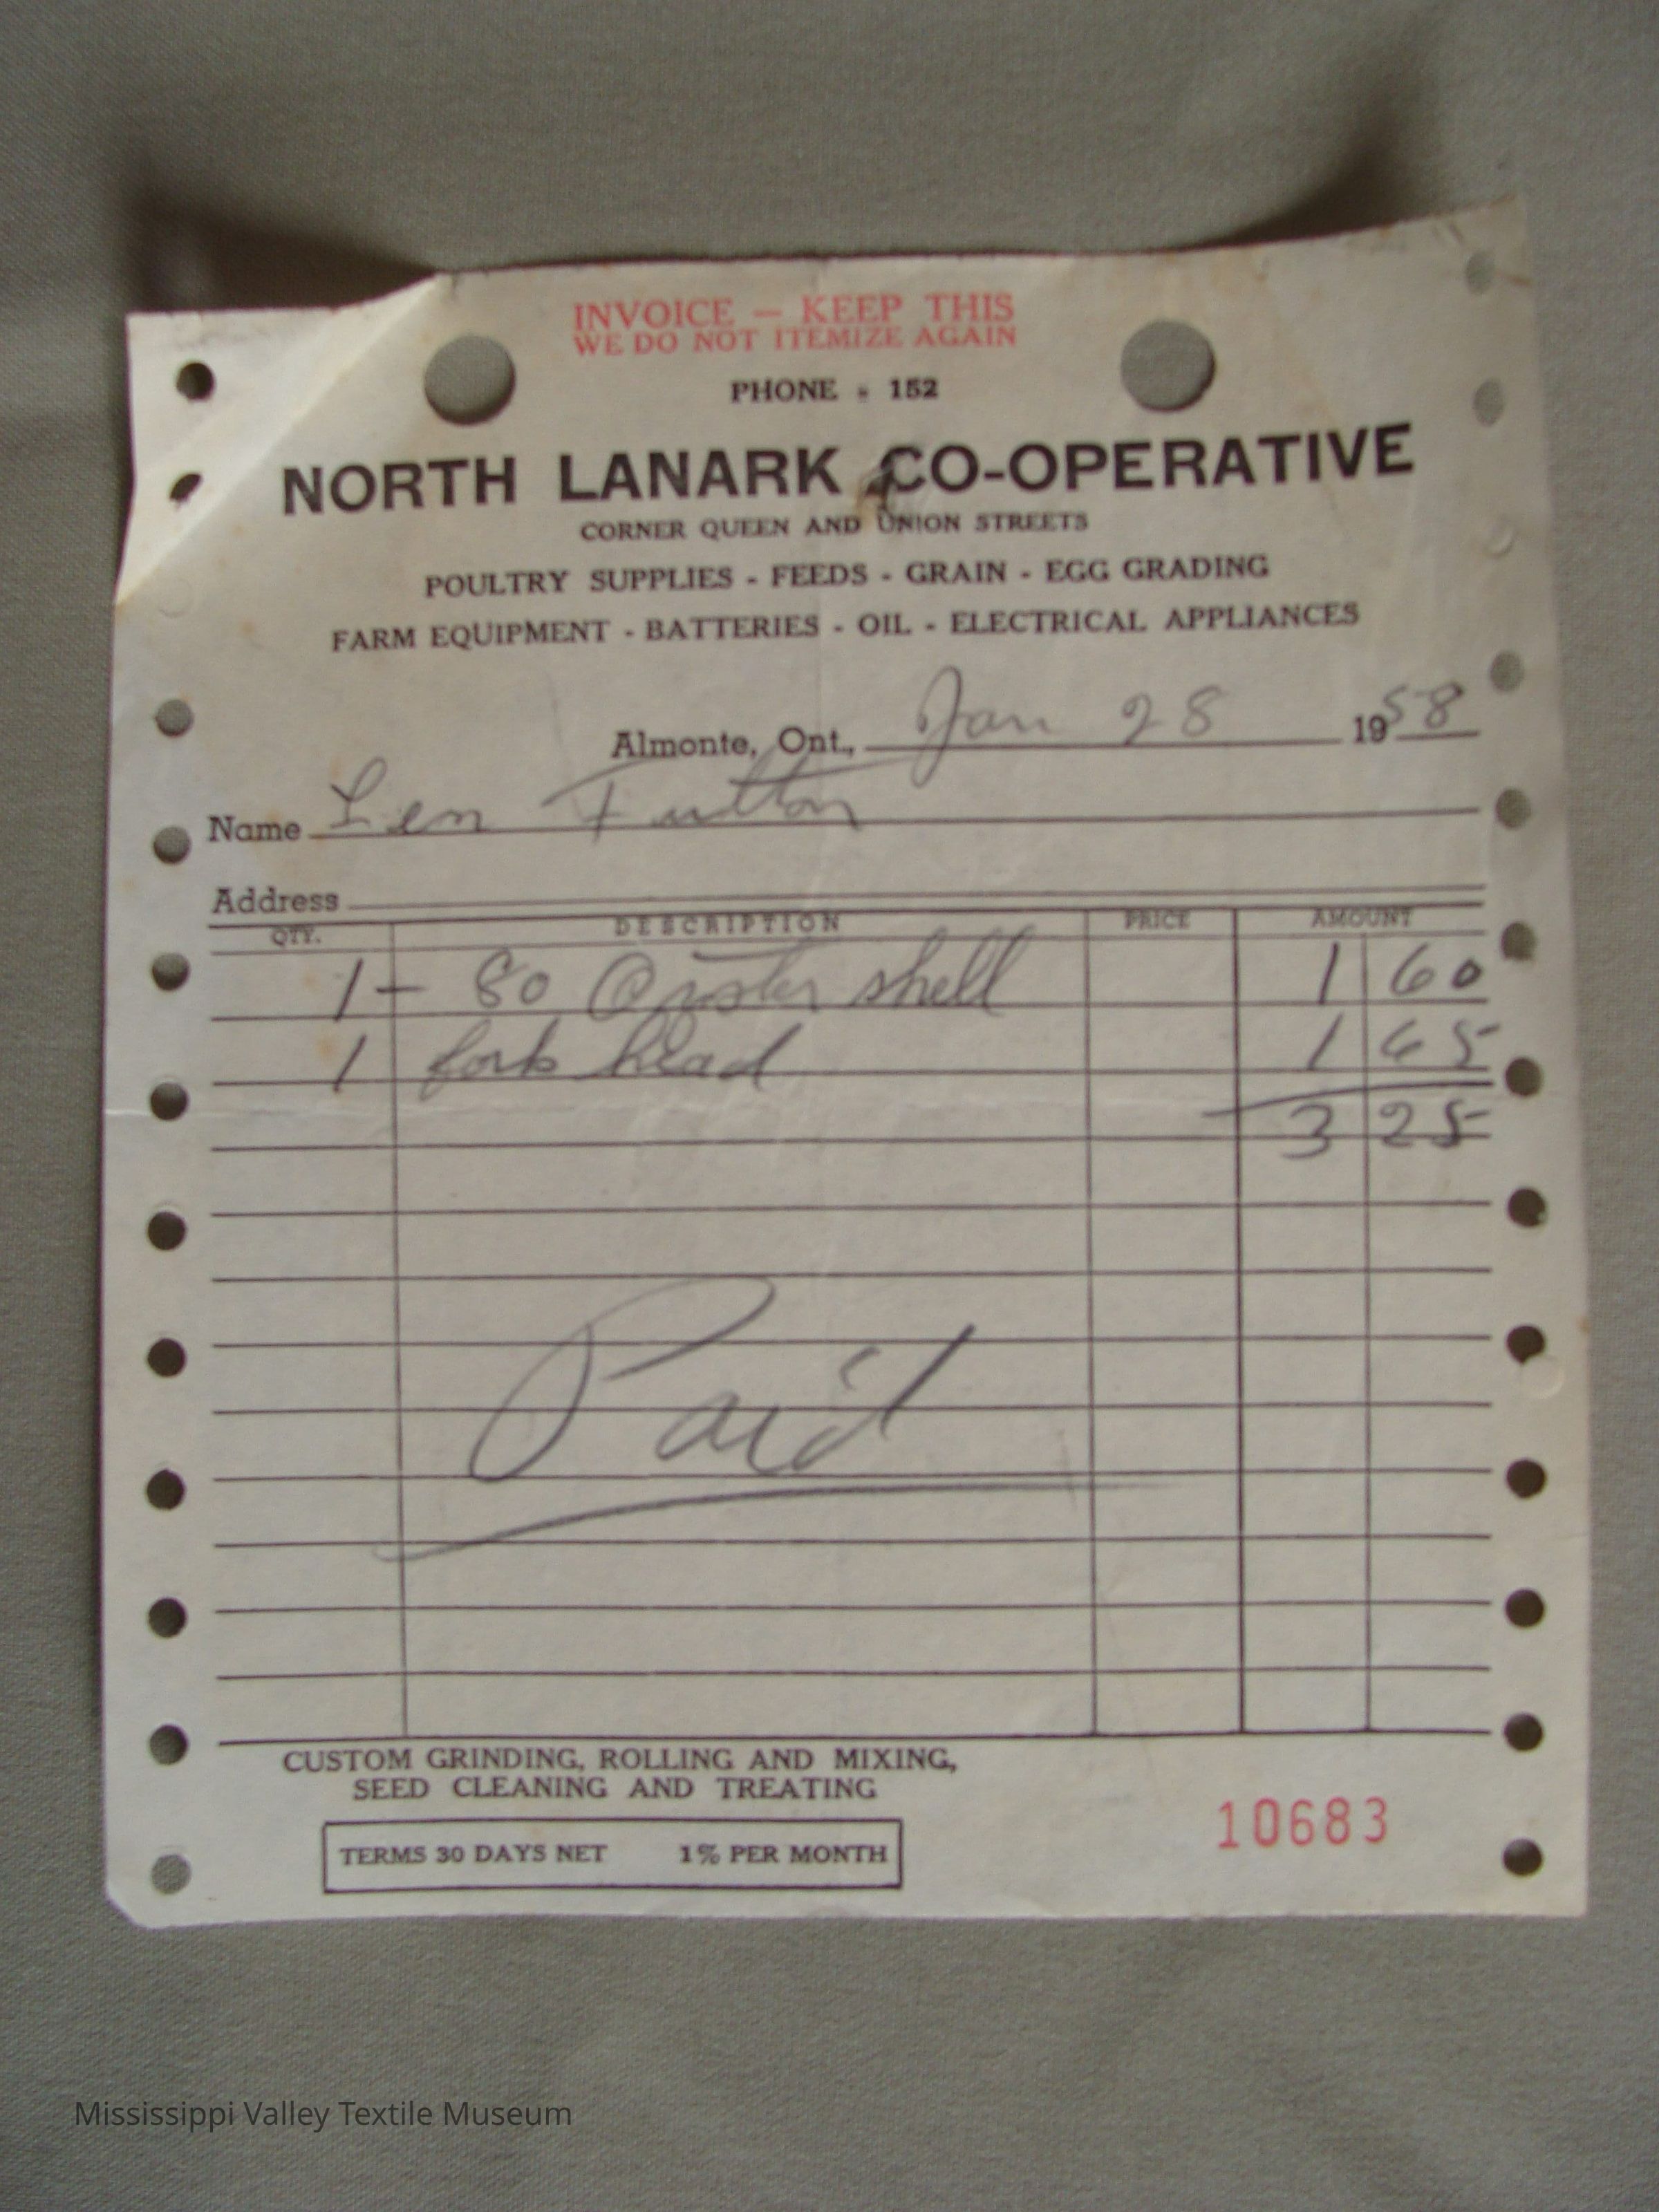 INVOICE — KEEP THIS
WE DO NOT ITEMIZE AGAIN
PHONE - 152
NORTH LANARK CO-OPERATIVE
CORNER QUEEN AND UNION STREETS
POULTRY SUPPLIES - FEEDS - GRAIN - EGG GRADING
FARM EQUIPMENT - BATTERIES - OIL - ELECTRICAL APPLIANCES
Almonte, Ont., Jan 28 1958
Name Len Fulton
Address
QTY. DESCRIPTION PRICE AMOUNT
1 - 80 Oyster shell 1 60
1 fork head 1 65
3 25
Paid
CUSTOM GRINDING, ROLLING AND MIXING,
SEED CLEANING AND TREATING
10683
TERMS 30 DAYS NET 1% PER MONTH
Mississippi Valley Textile Museum